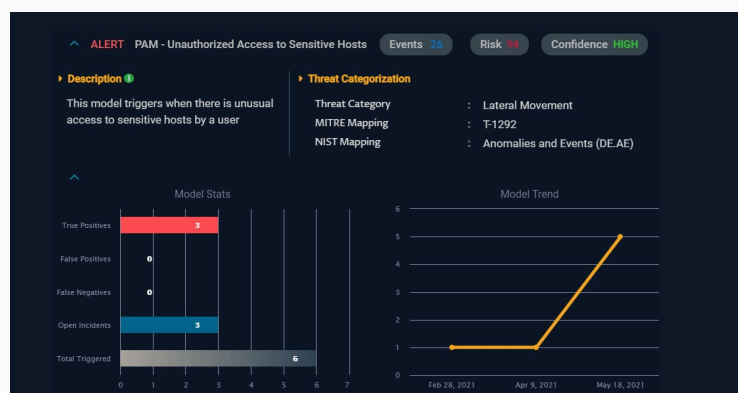 ALERT PAM - Unauthorized Access to Sensitive Hosts Events 26 Risk 94 Confidence HIGH
Description
This model triggers when there is unusual
access to sensitive hosts by a user
Threat Categorization
Threat Category : Lateral Movement
MITRE Mapping : T-1292
NIST Mapping : Anomalies and Events (DE.AE)
Model Stats
True Positives 3
False Positives 0
False Negatives 0
Open Incidents 3
Total Triggered 6
0 1 2 3 4 5 6 7
Model Trend
6
5
4
3
2
1
0
Feb 28, 2021 Apr 9, 2021 May 18, 2021